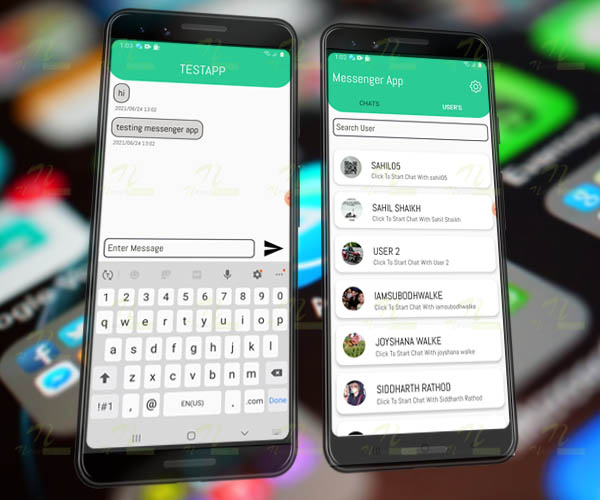 1:03
TESTAPP
hi
2021/06/24 13:02
testing messenger app
2021/06/24 13:02
Enter Message
1 2 3 4 5 6 7 8 9 0
q w e r t y u i o p
a s d f g h j k l
z x c v b n m
!#1 , @ EN(US) . .com Done
1:02
Messenger App
CHATS USER'S
Search User
SAHIL05
Click To Start Chat With sahil05
SAHIL SHAIKH
Click To Start Chat With Sahil Shaikh
USER 2
Click To Start Chat With User 2
IAMSUBODHWALKE
Click To Start Chat With iamsubodhwalke
JOYSHANA WALKE
Click To Start Chat With joyshana walke
SIDDHARTH RATHOD
Click To Start Chat With Siddharth Rathod